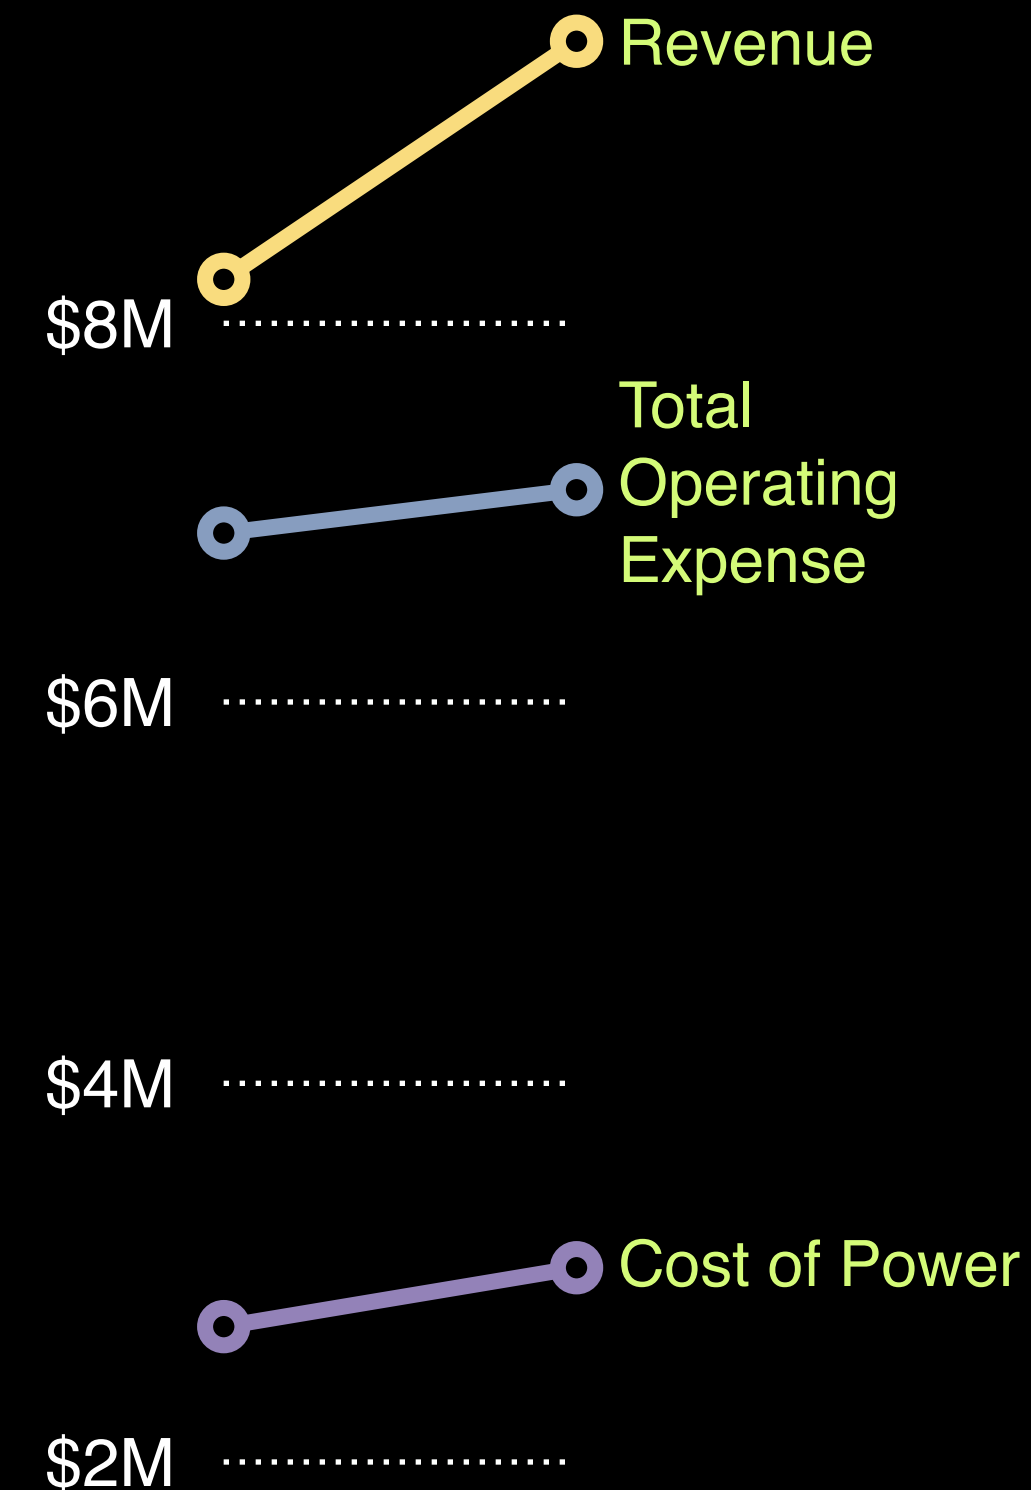 Revenue
$8M
Total
Operating
Expense
$6M
$4M
Cost of Power
$2M